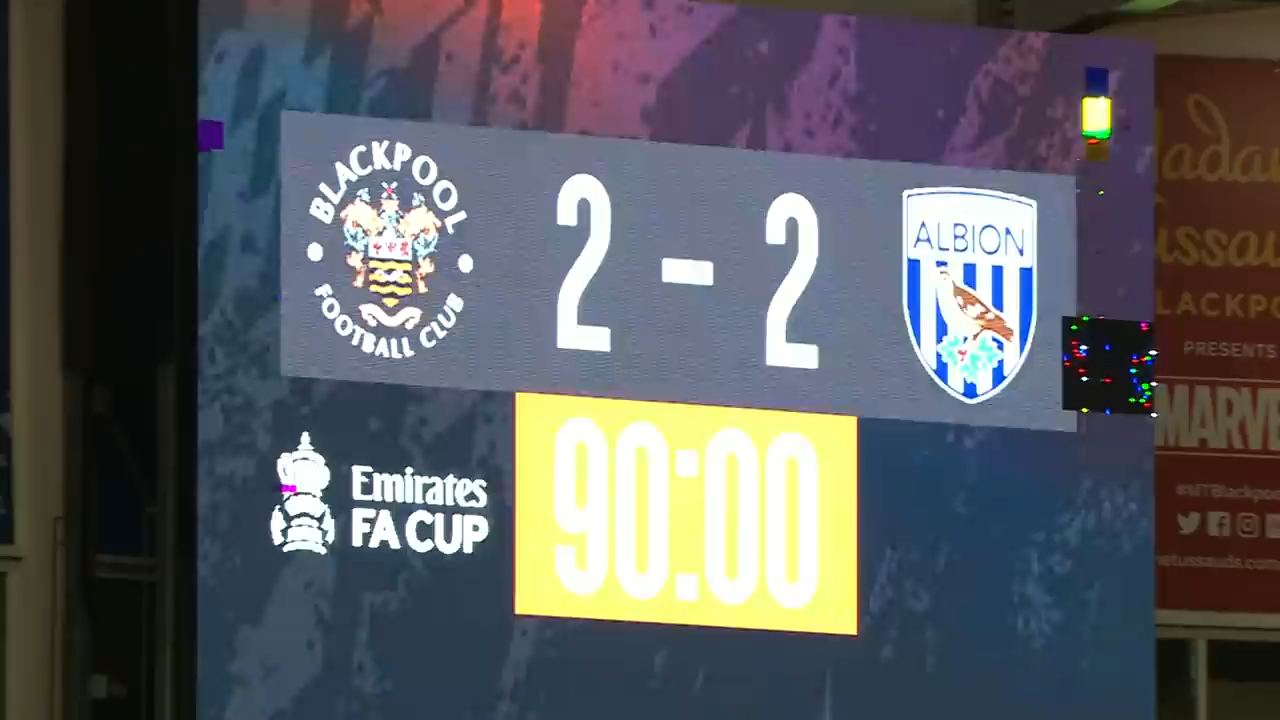 BLACKPOOL
FOOTBALL CLUB
2 - 2
ALBION
Emirates
FA CUP
90:00
BLACKPO
PRESENTS
MARVE